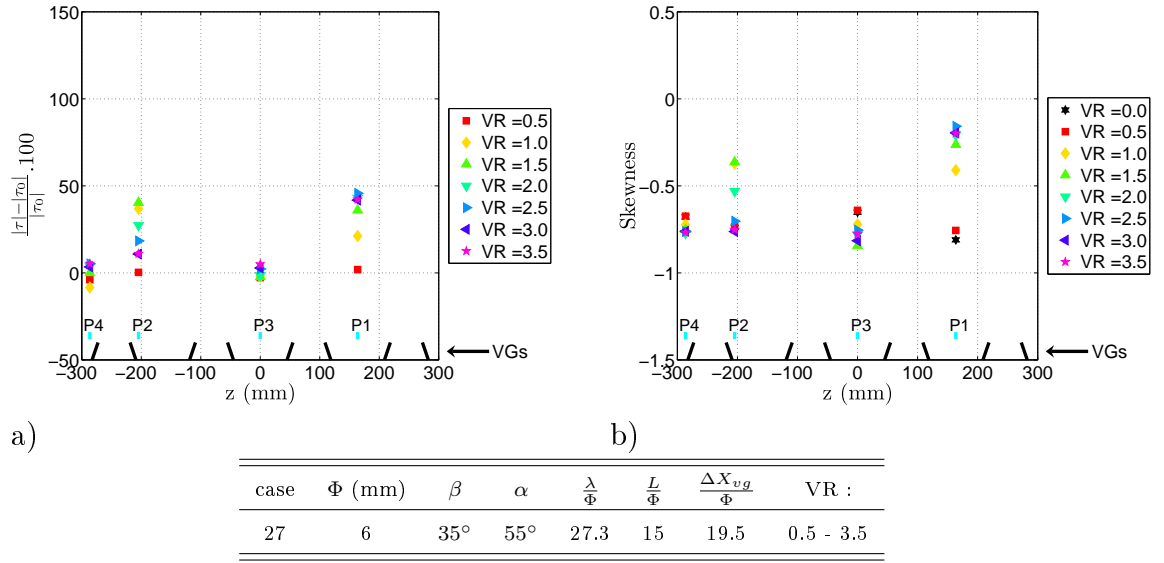 150
100
50
0
−50
|τ|−|τ₀| / |τ₀| .100
−300 −200 −100 0 100 200 300
z (mm)
P4 P2 P3 P1
VGs
VR =0.5
VR =1.0
VR =1.5
VR =2.0
VR =2.5
VR =3.0
VR =3.5
a)
0.5
0
−0.5
−1
−1.5
Skewness
−300 −200 −100 0 100 200 300
z (mm)
P4 P2 P3 P1
VGs
VR =0.0
VR =0.5
VR =1.0
VR =1.5
VR =2.0
VR =2.5
VR =3.0
VR =3.5
b)
case Φ (mm) β α λ/Φ L/Φ ΔX_vg/Φ VR :
27 6 35° 55° 27.3 15 19.5 0.5 - 3.5